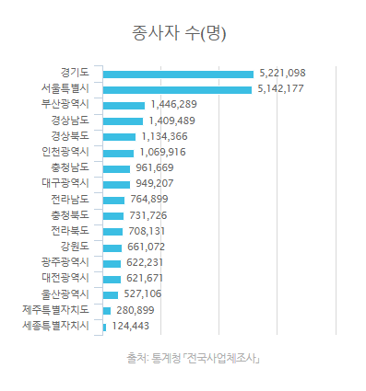 종사자 수(명)
경기도 5,221,098
서울특별시 5,142,177
부산광역시 1,446,289
경상남도 1,409,489
경상북도 1,134,366
인천광역시 1,069,916
충청남도 961,669
대구광역시 949,207
전라남도 764,899
충청북도 731,726
전라북도 708,131
강원도 661,072
광주광역시 622,231
대전광역시 621,671
울산광역시 527,106
제주특별자치도 280,899
세종특별자치시 124,443
출처: 통계청 「전국사업체조사」